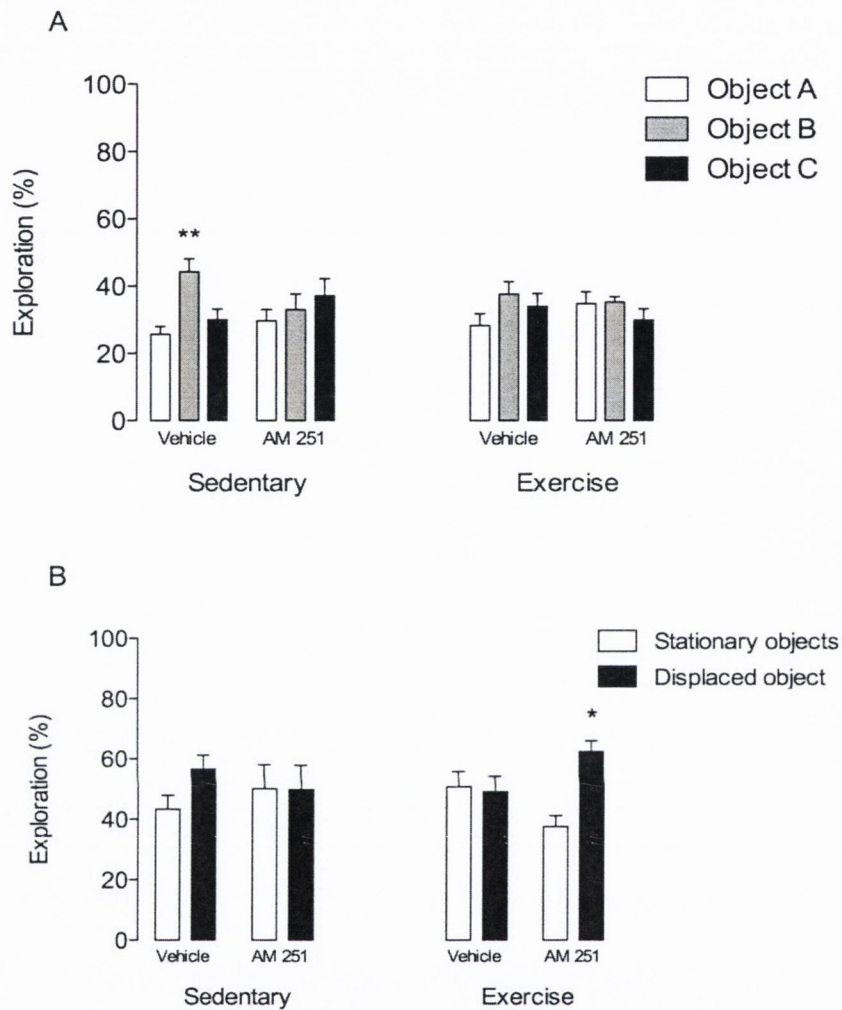 A
100
80
60
40
20
0
Exploration (%)
Object A
Object B
Object C
**
Vehicle
AM 251
Vehicle
AM 251
Sedentary
Exercise
B
100
80
60
40
20
0
Exploration (%)
Stationary objects
Displaced object
*
Vehicle
AM 251
Vehicle
AM 251
Sedentary
Exercise